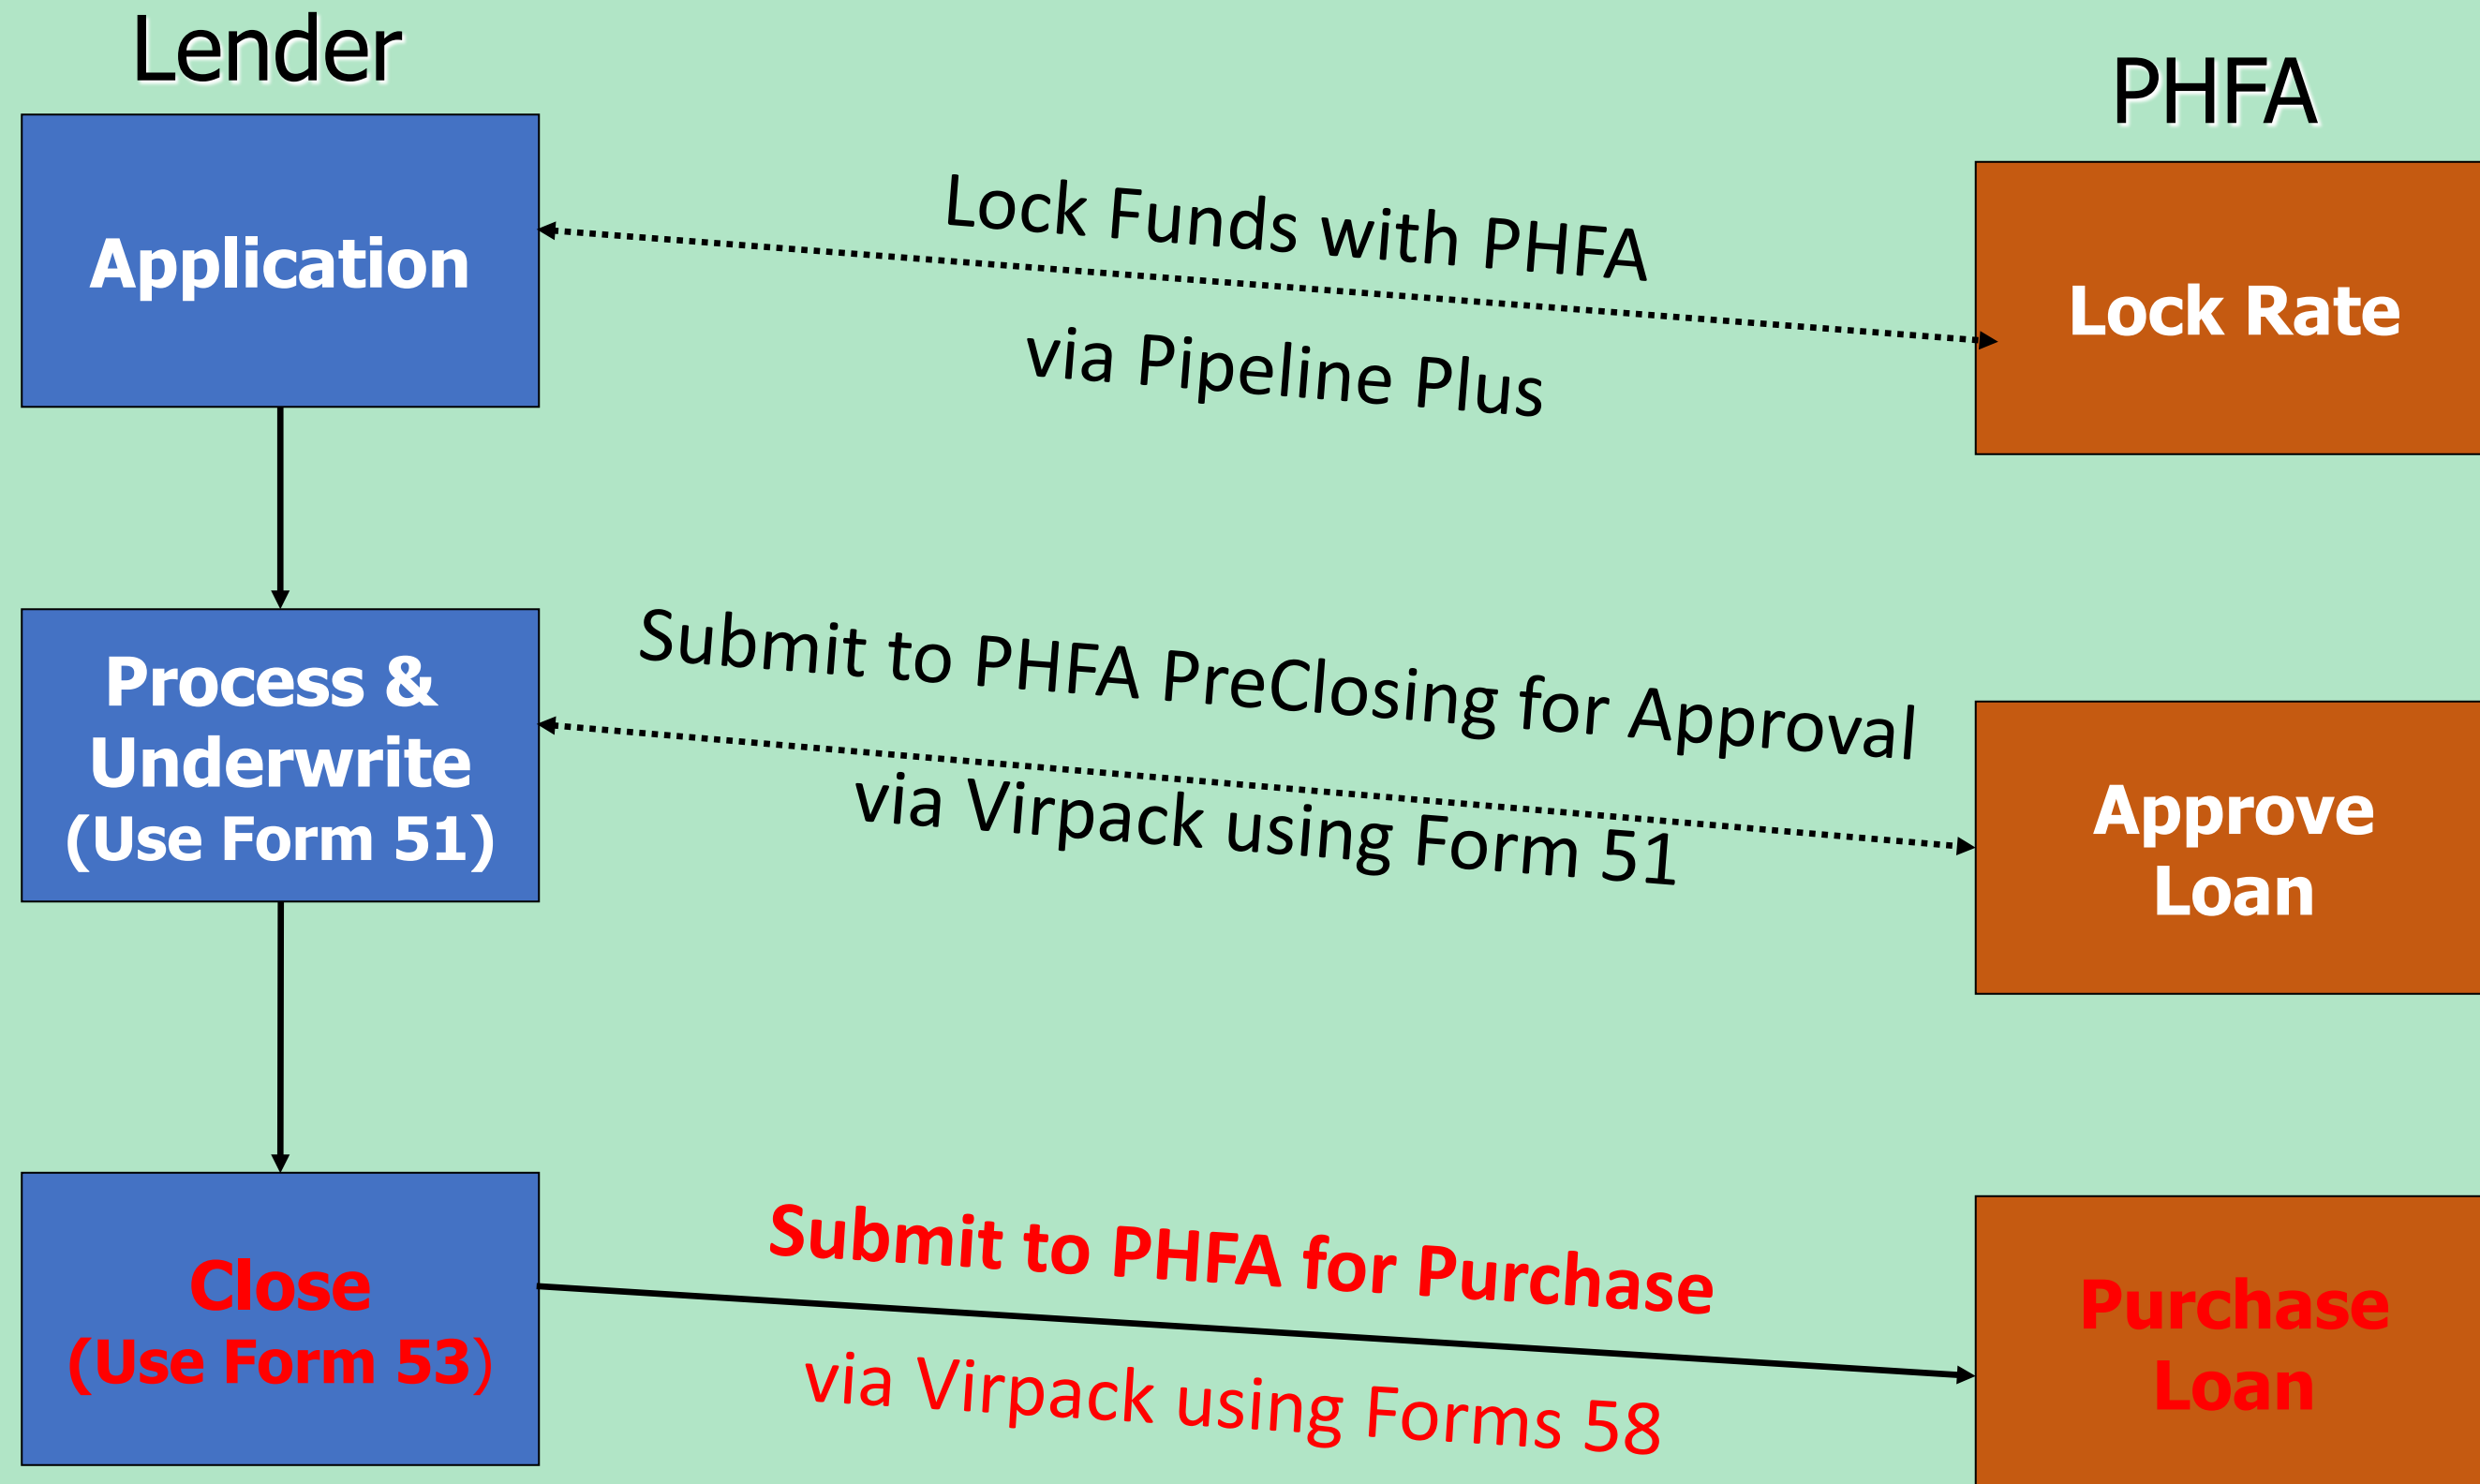 Lender
PHFA
Application
Lock Funds with PHFA
via Pipeline Plus
Lock Rate
Process &
Underwrite
(Use Form 51)
Submit to PHFA PreClosing for Approval
via Virpack using Form 51
Approve
Loan
Close
(Use Form 53)
Submit to PHFA for Purchase
via Virpack using Forms 58
Purchase
Loan